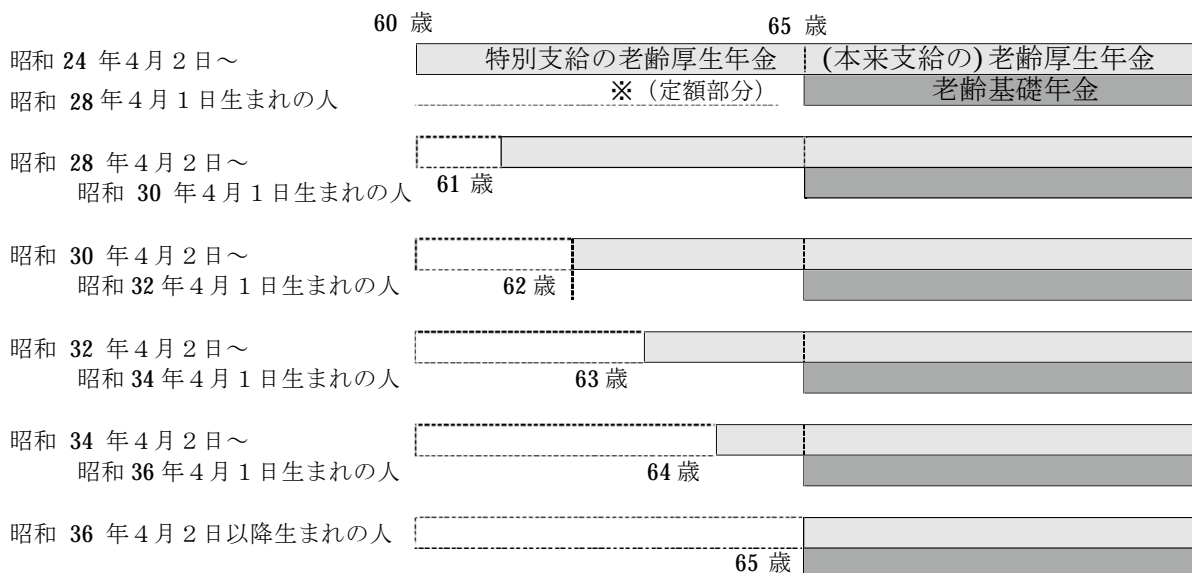 60 歳
65 歳
昭和 24 年４月２日～
特別支給の老齢厚生年金
(本来支給の) 老齢厚生年金
昭和 28 年４月１日生まれの人
※（定額部分）
老齢基礎年金
昭和 28 年４月２日～
昭和 30 年４月１日生まれの人
61 歳
昭和 30 年４月２日～
昭和 32 年４月１日生まれの人
62 歳
昭和 32 年４月２日～
昭和 34 年４月１日生まれの人
63 歳
昭和 34 年４月２日～
昭和 36 年４月１日生まれの人
64 歳
昭和 36 年４月２日以降生まれの人
65 歳